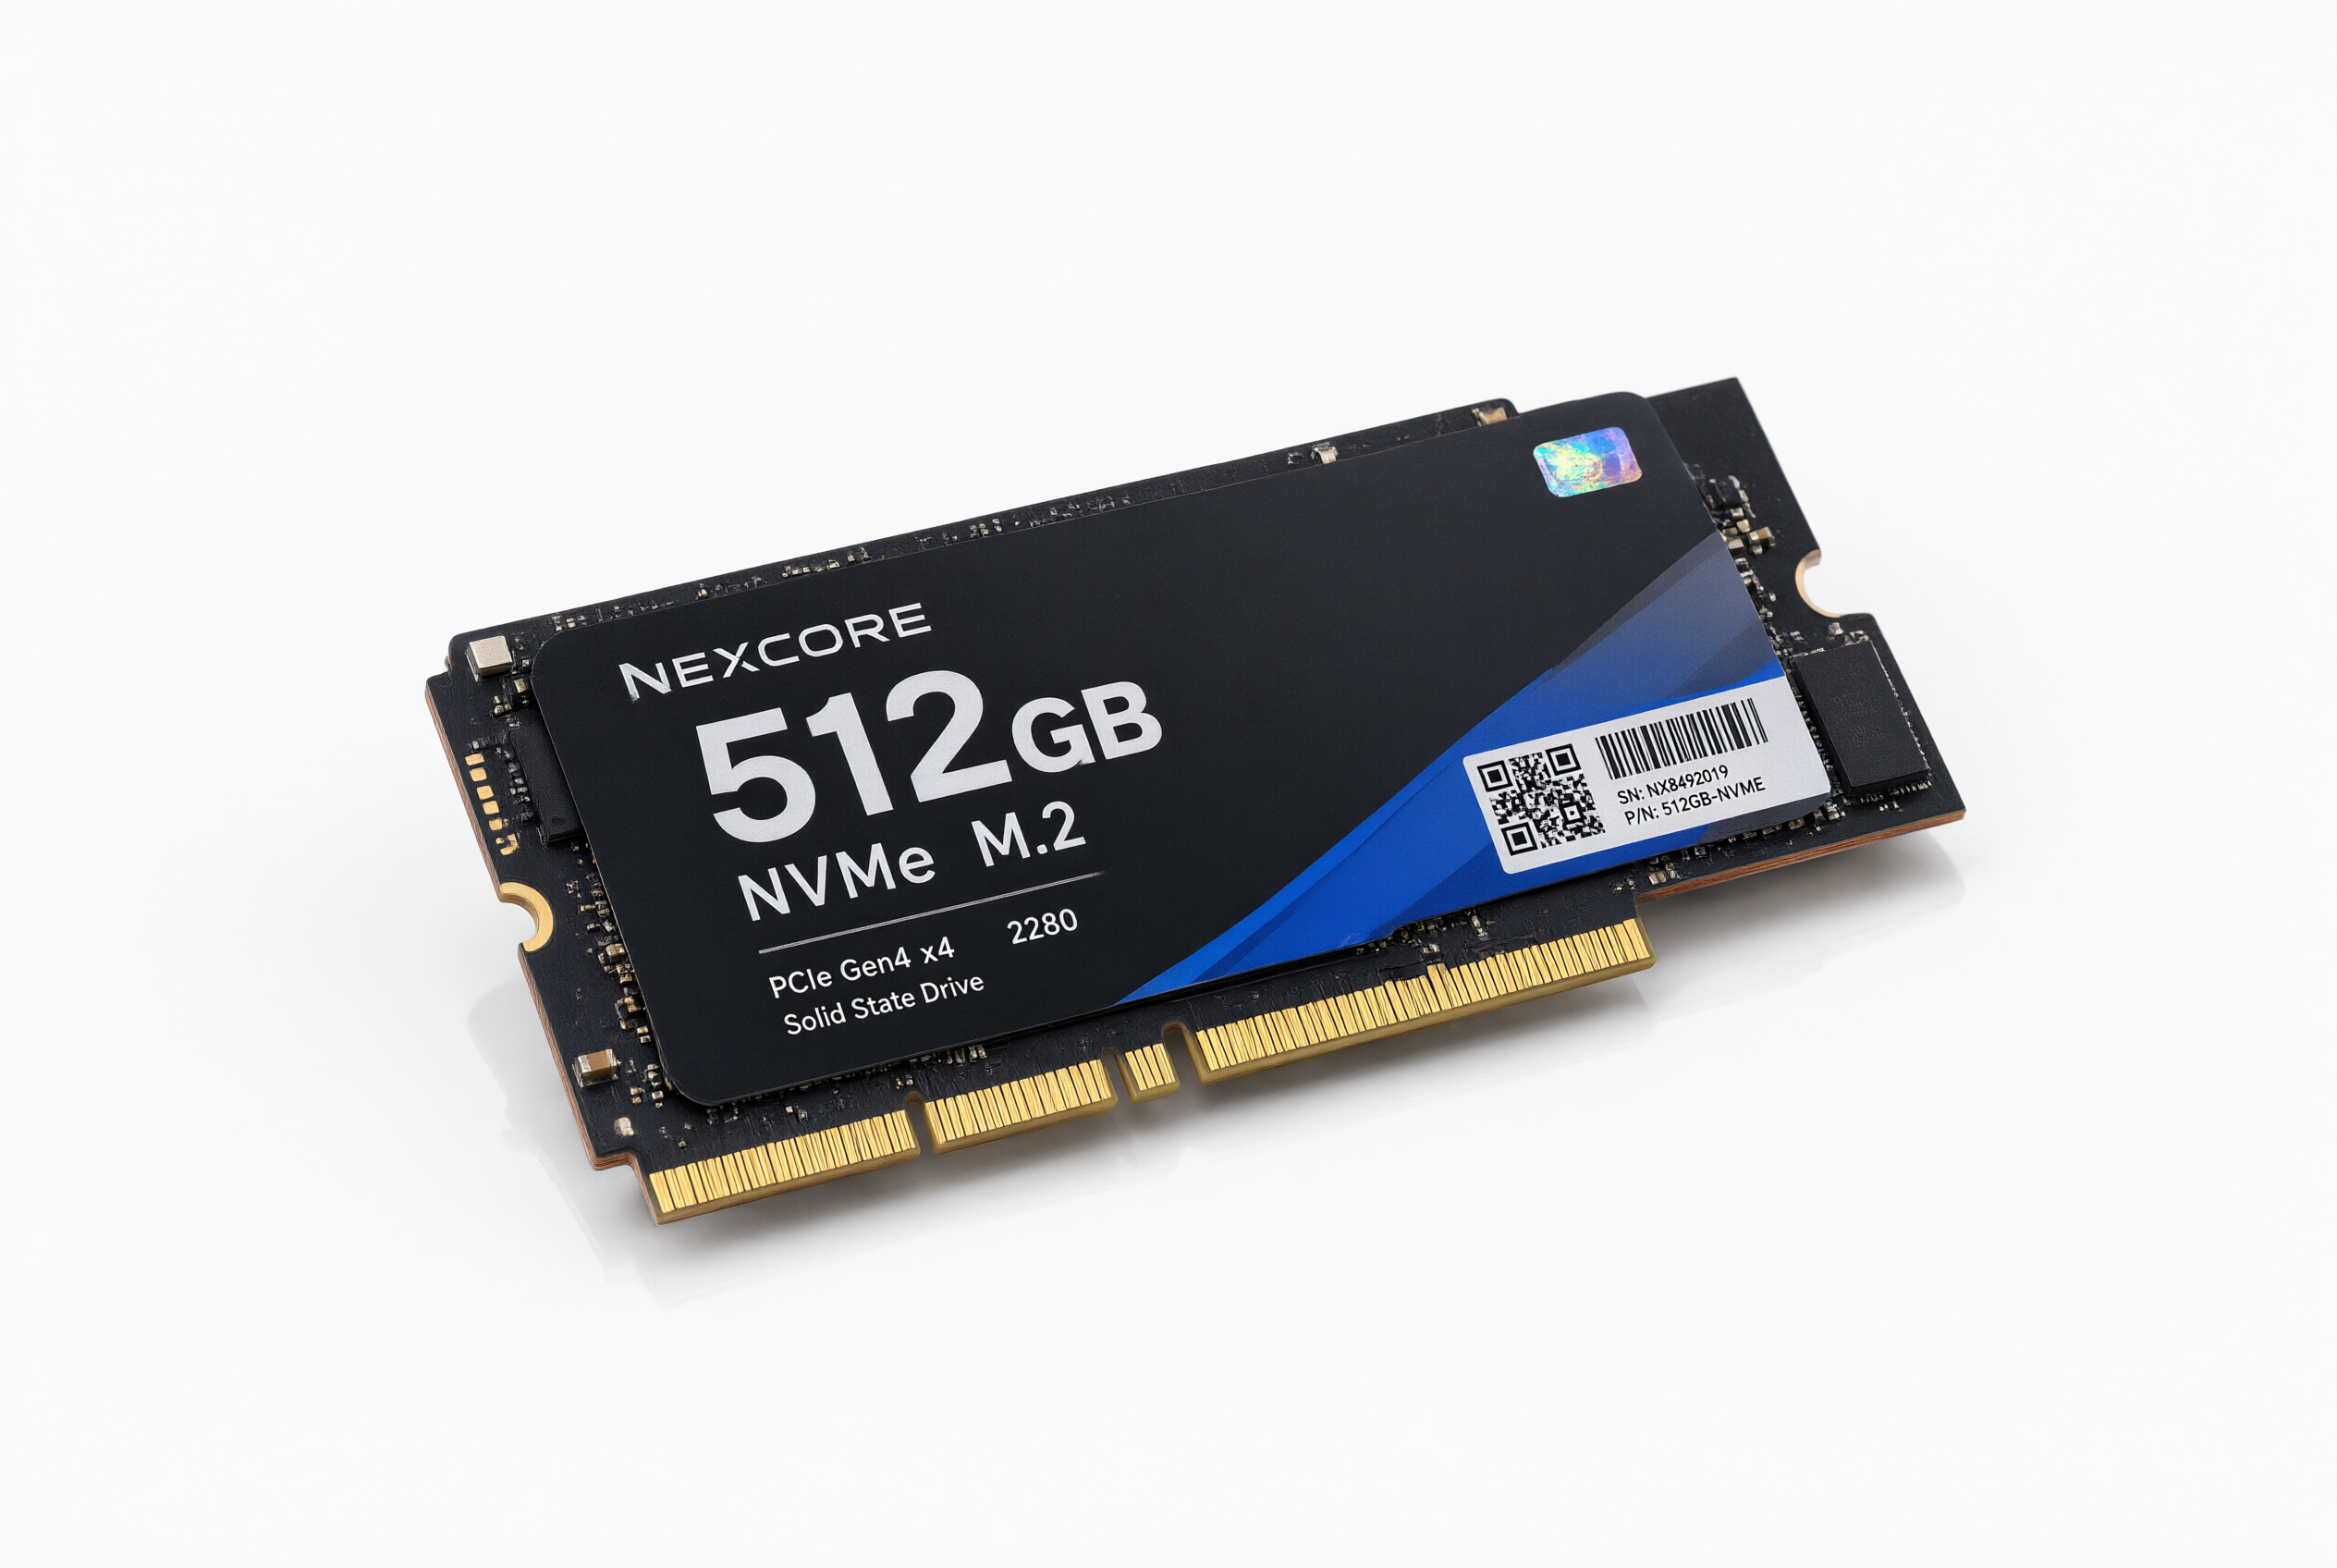 NEXCORE
512GB
NVMe M.2
PCIe Gen4 x4 2280
Solid State Drive
SN: NX8492019
P/N: 512GB-NVME